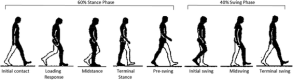 60% Stance Phase
40% Swing Phase
Initial contact
Loading
Response
Midstance
Terminal
Stance
Pre-swing
Initial swing
Midswing
Terminal swing